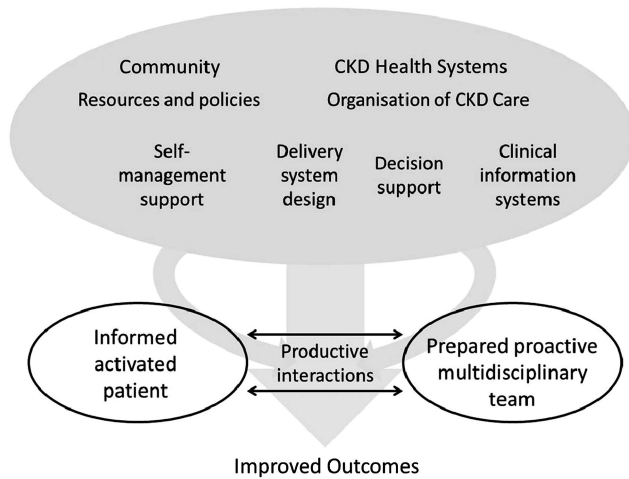 Community
CKD Health Systems
Resources and policies
Organisation of CKD Care
Self-
management
support
Delivery
system
design
Decision
support
Clinical
information
systems
Informed
activated
patient
Productive
interactions
Prepared proactive
multidisciplinary
team
Improved Outcomes